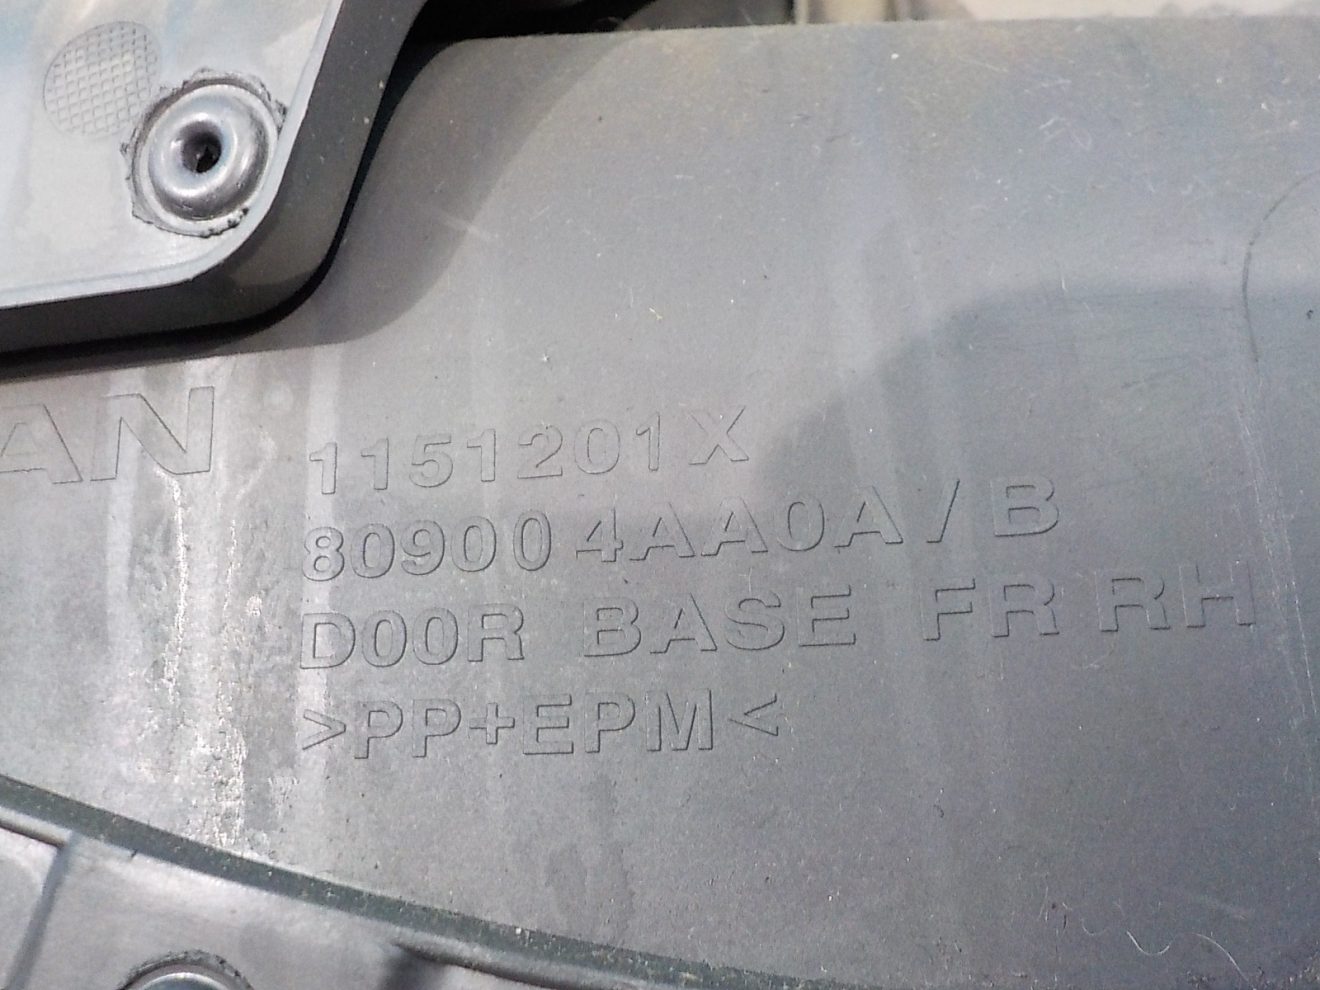 AN
1151201X
80900 4AA0A/B
D00R BASE FR RH
>PP+EPM<